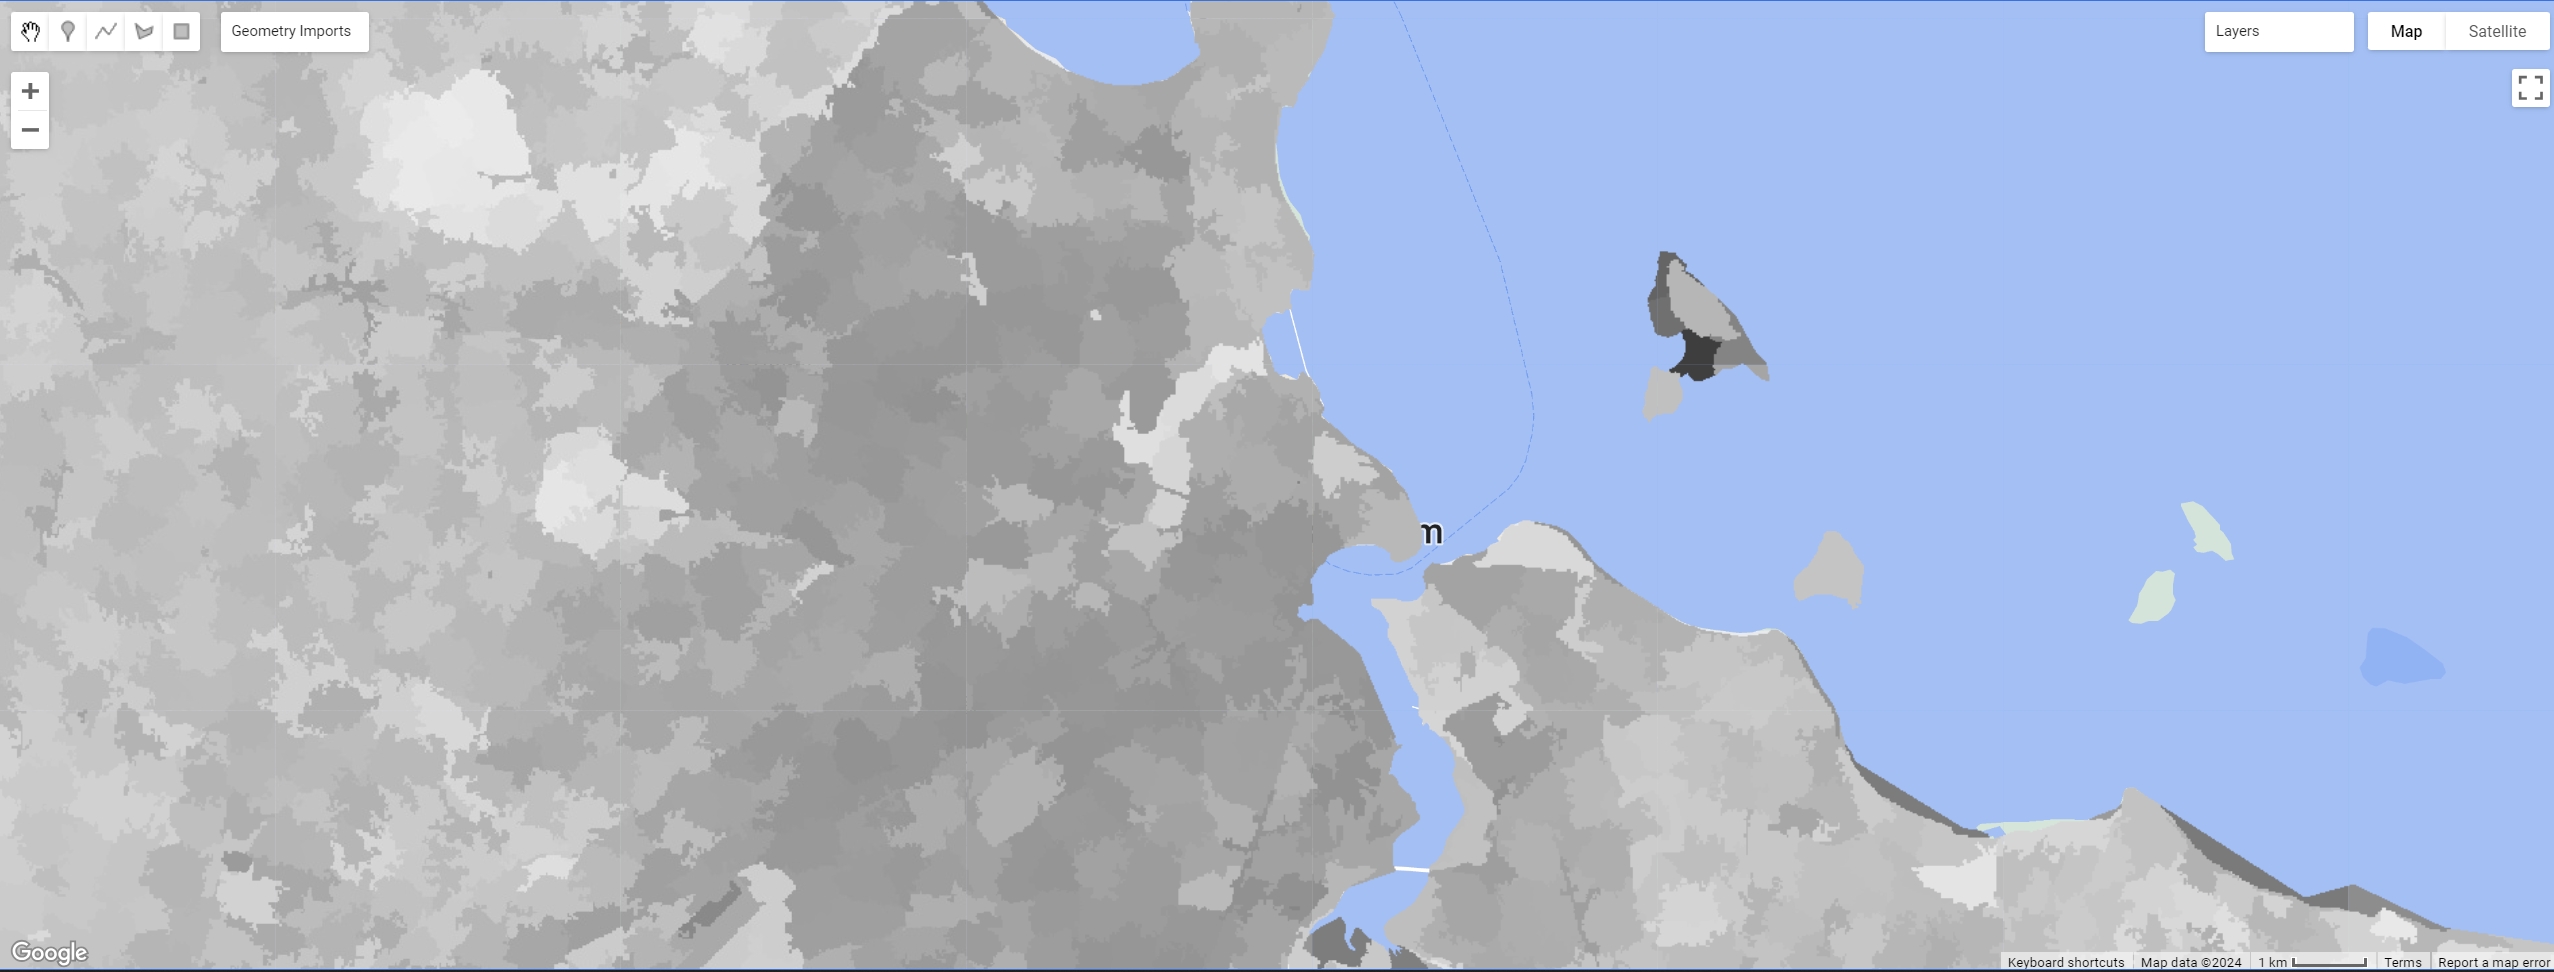 Geometry Imports
Layers
Map
Satellite
m
Google
Keyboard shortcuts
Map data ©2024
1 km
Terms
Report a map error